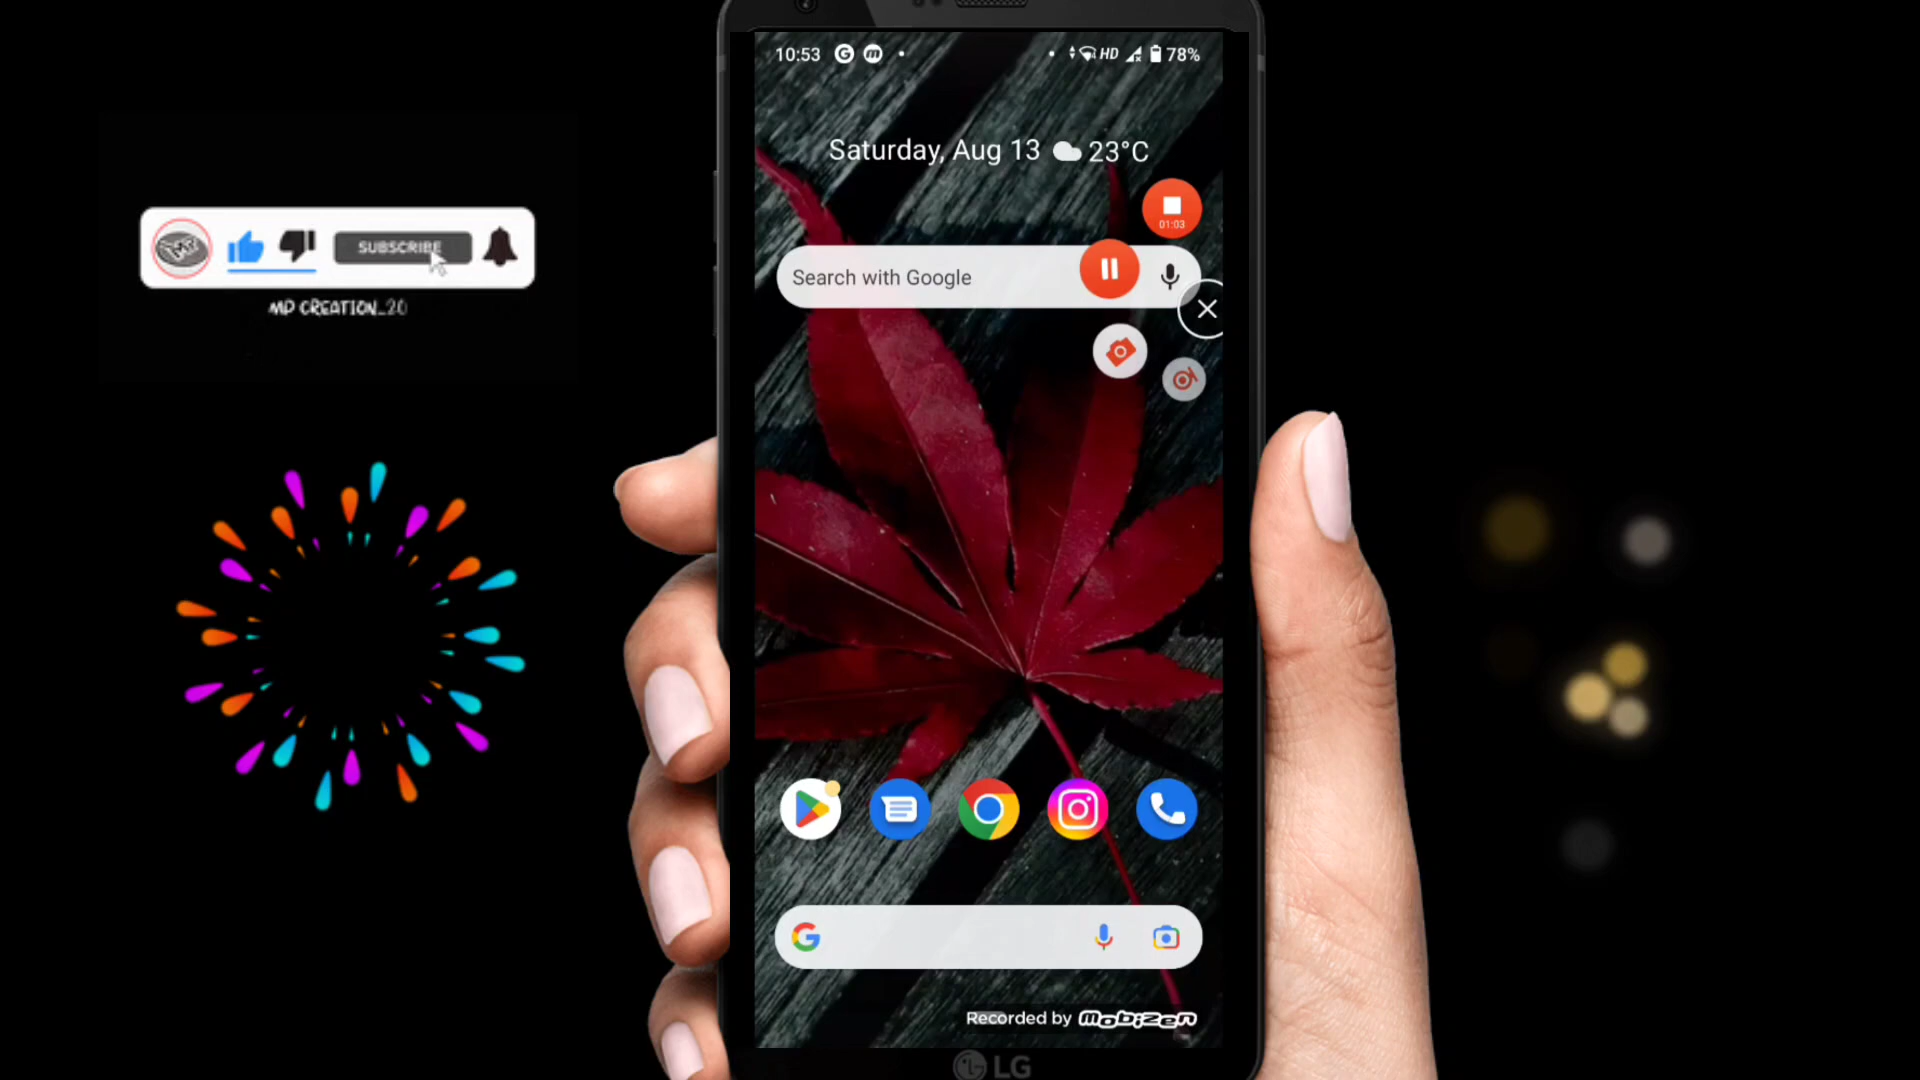 10:53
HD 78%
Saturday, Aug 13 23°C
01:03
Search with Google
SUBSCRIBE
MD CREATION_20
Recorded by mobizen
LG